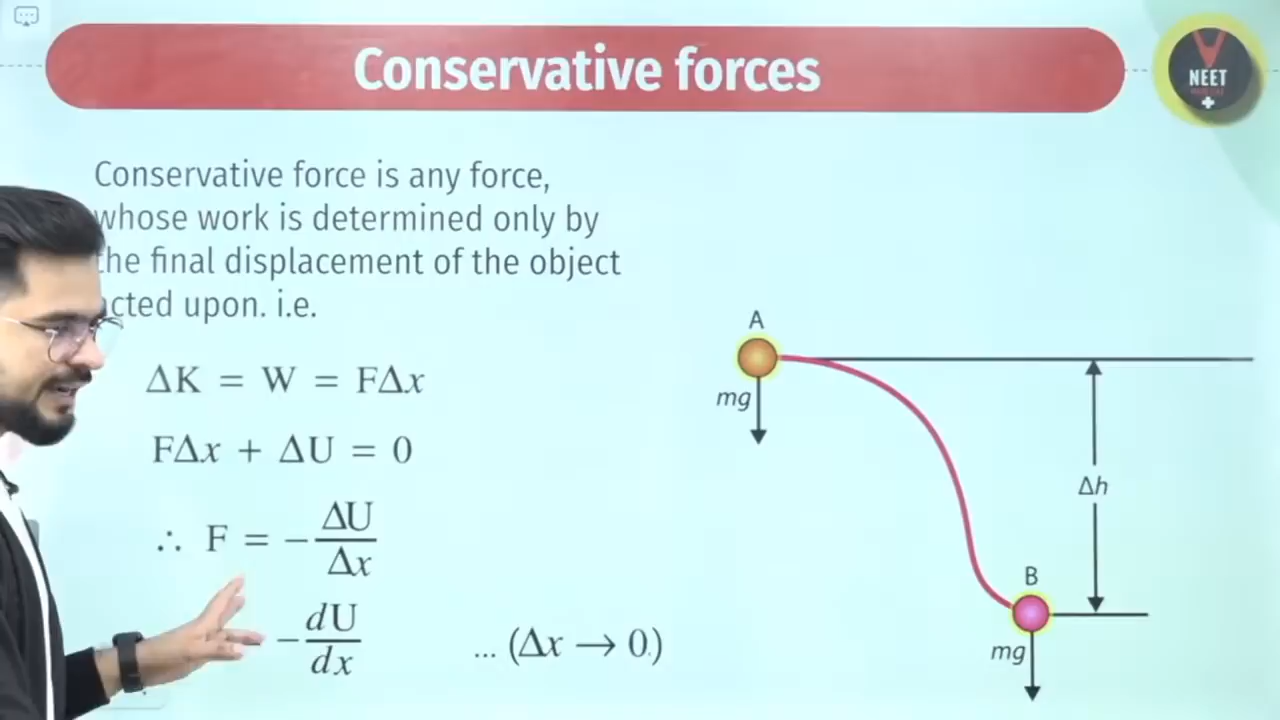 Conservative forces
NEET
Conservative force is any force,
whose work is determined only by
the final displacement of the object
acted upon. i.e.
ΔK = W = FΔx
FΔx + ΔU = 0
∴ F = -ΔU/Δx
-dU/dx ... (Δx → 0)
A
mg
Δh
B
mg